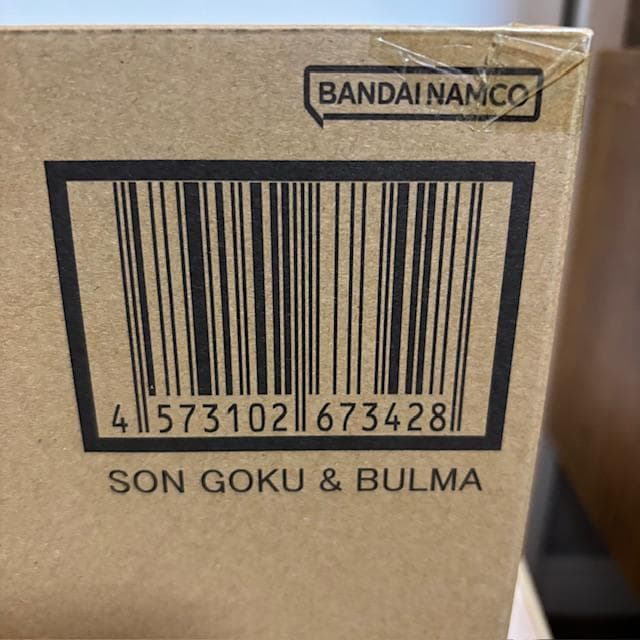 BANDAI NAMCO
4 573102 673428
SON GOKU & BULMA